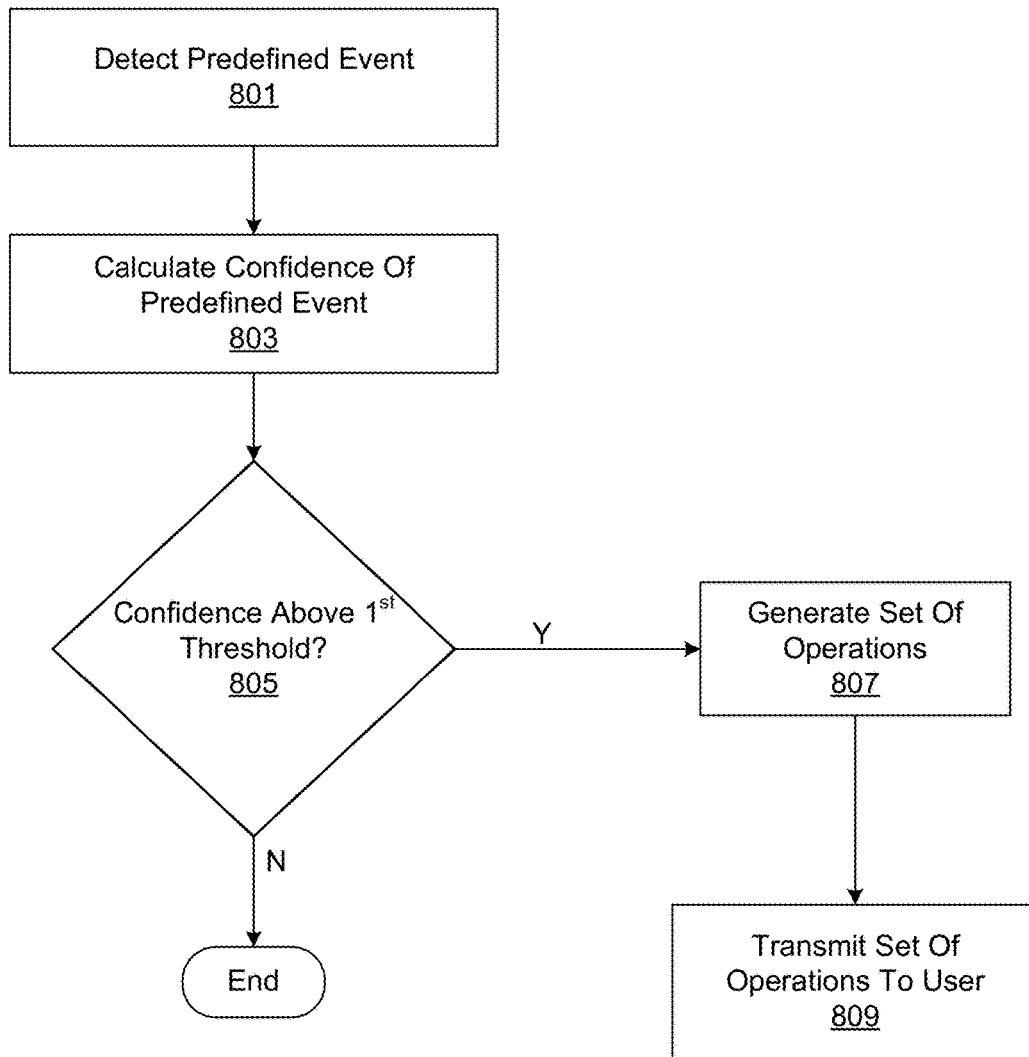 Detect Predefined Event
801
Calculate Confidence Of
Predefined Event
803
Confidence Above 1st
Threshold?
805
Y
N
End
Generate Set Of
Operations
807
Transmit Set Of
Operations To User
809